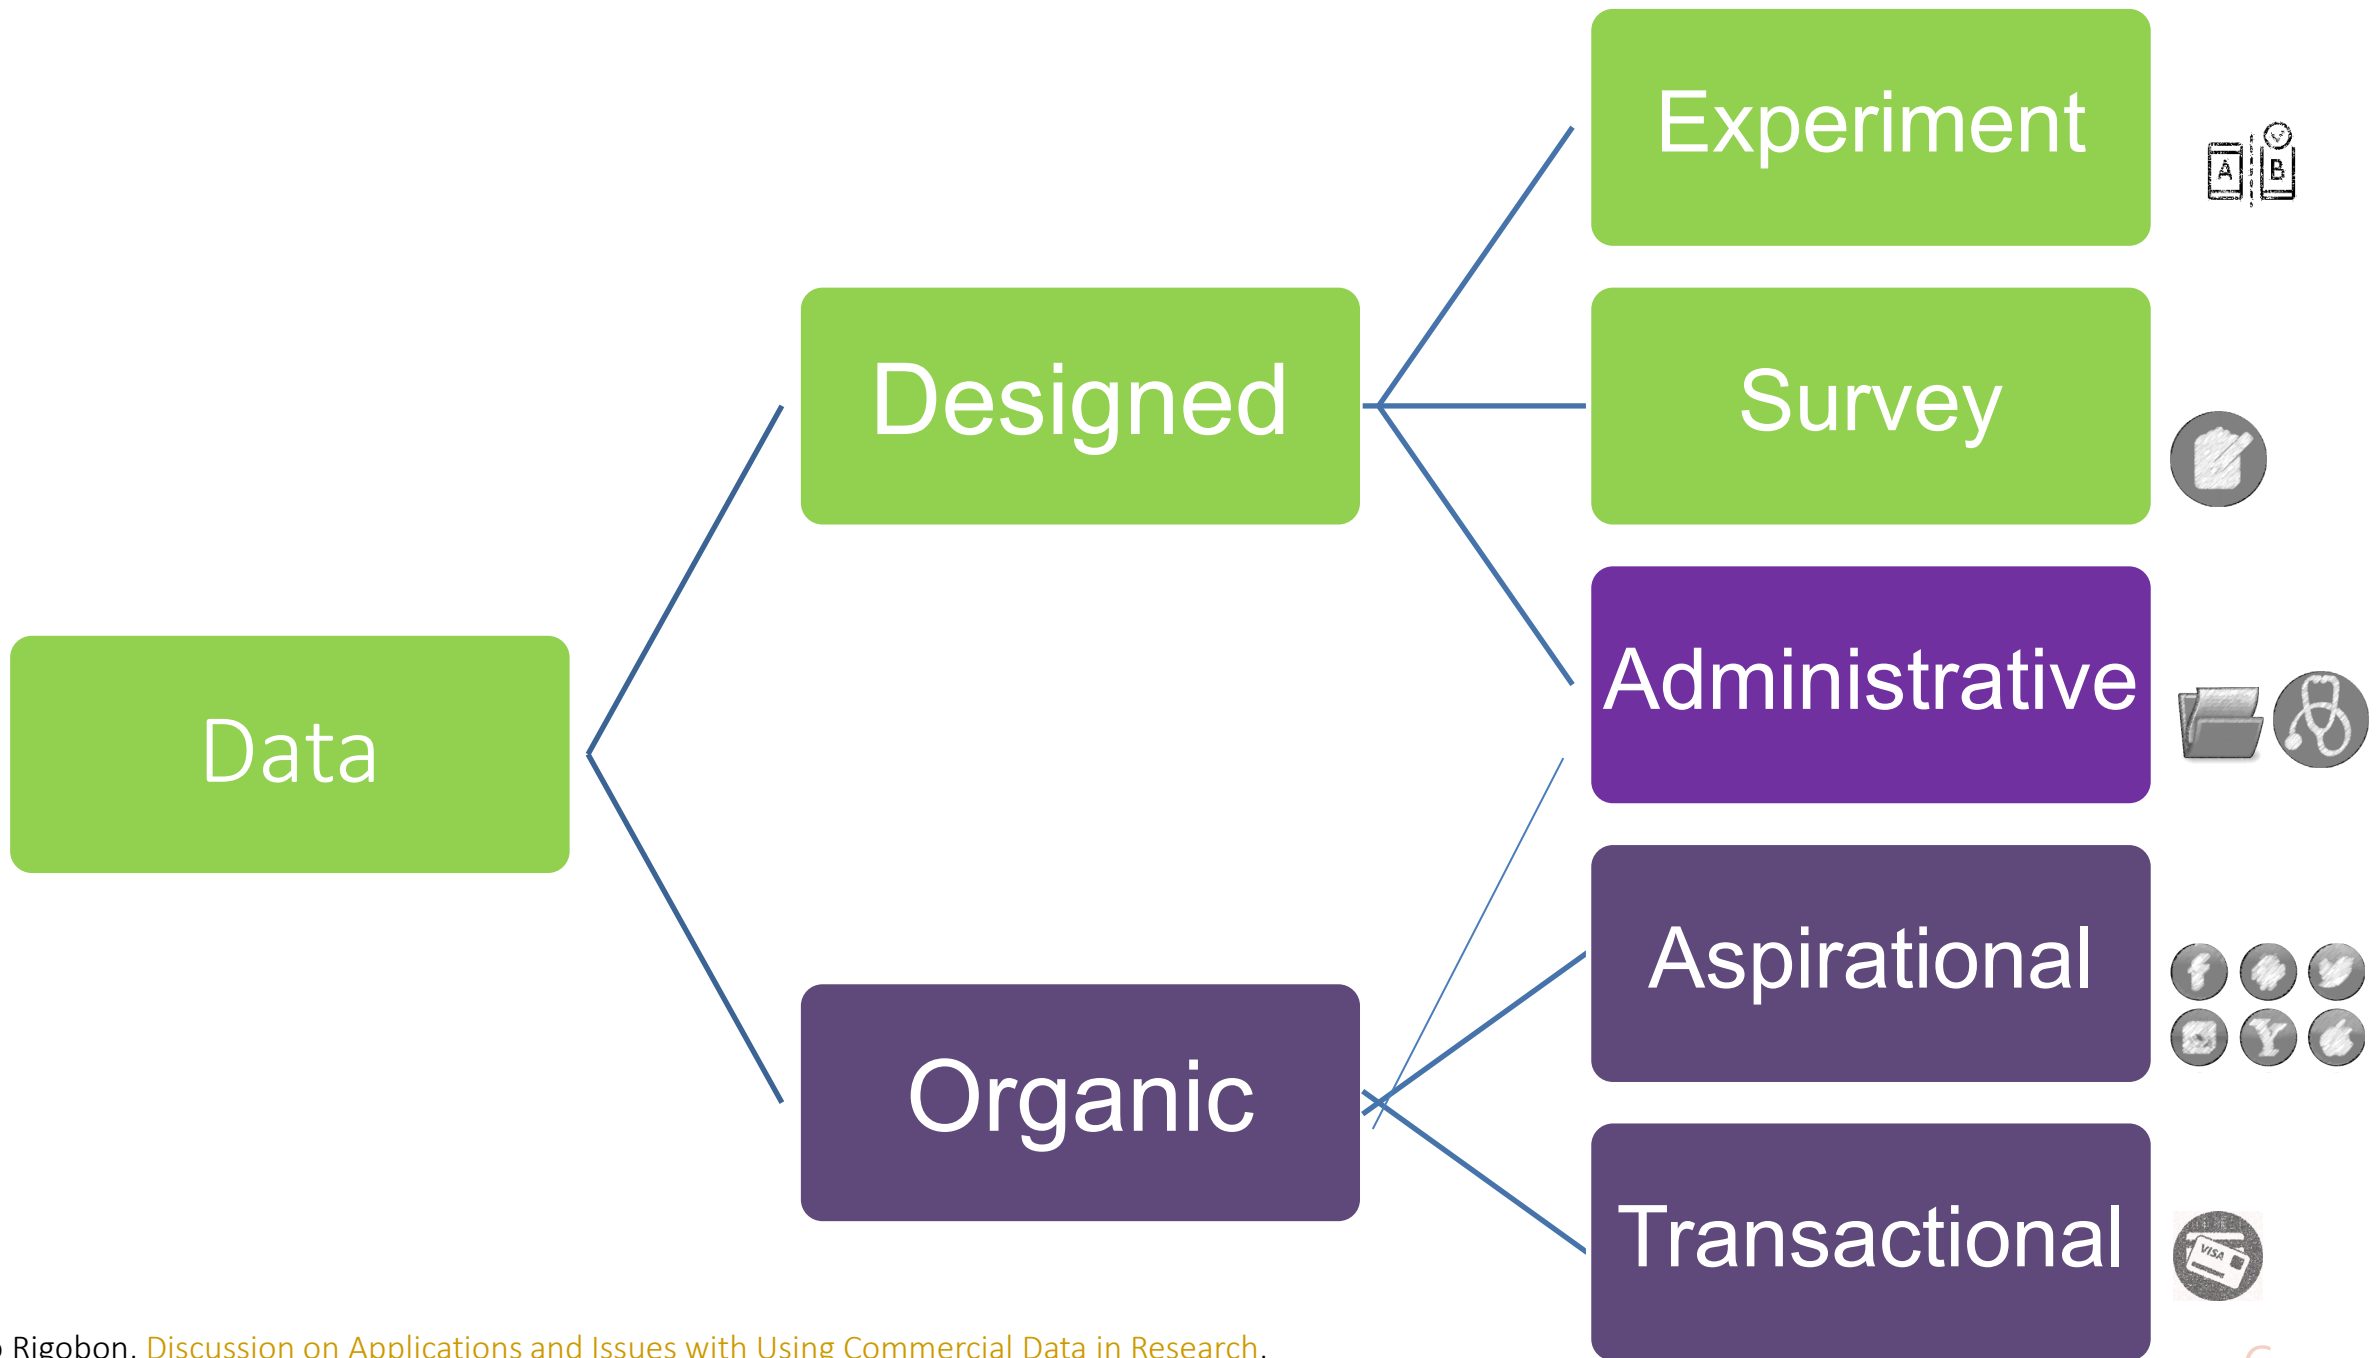 Experiment
A B
Designed
Survey
Administrative
Data
Aspirational
Organic
Transactional
VISA
Rigobon. Discussion on Applications and Issues with Using Commercial Data in Research.